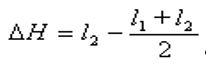 ΔH = l₂ − (l₁ + l₂)/2.